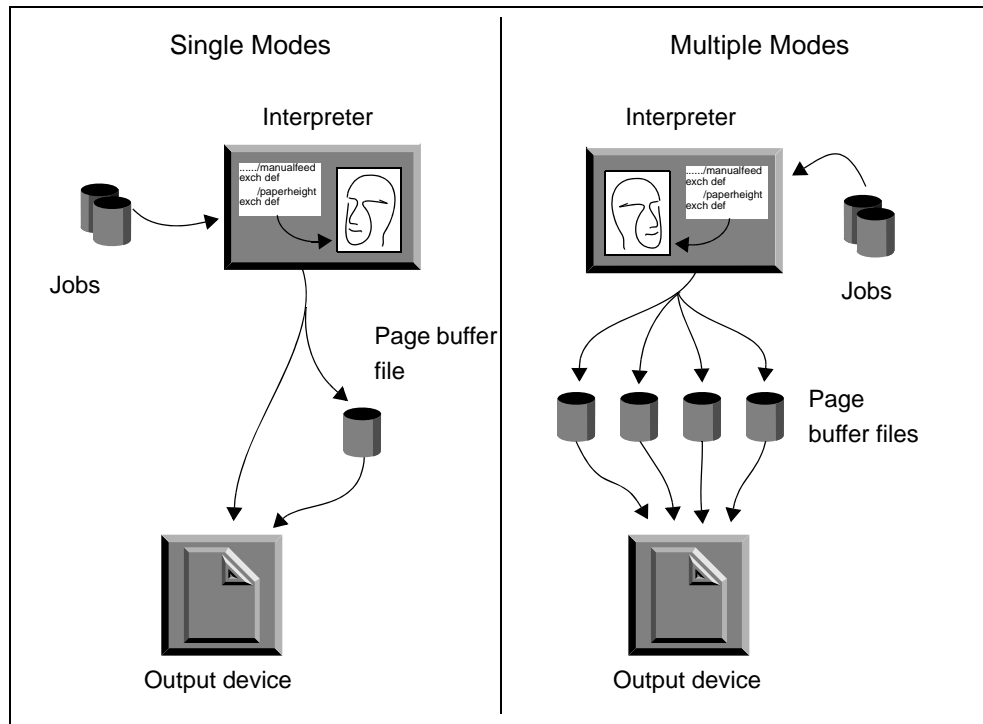 Single Modes
Interpreter
....../manualfeed
exch def
/paperheight
exch def
Jobs
Page buffer
file
Output device
Multiple Modes
Interpreter
....../manualfeed
exch def
/paperheight
exch def
Jobs
Page
buffer files
Output device